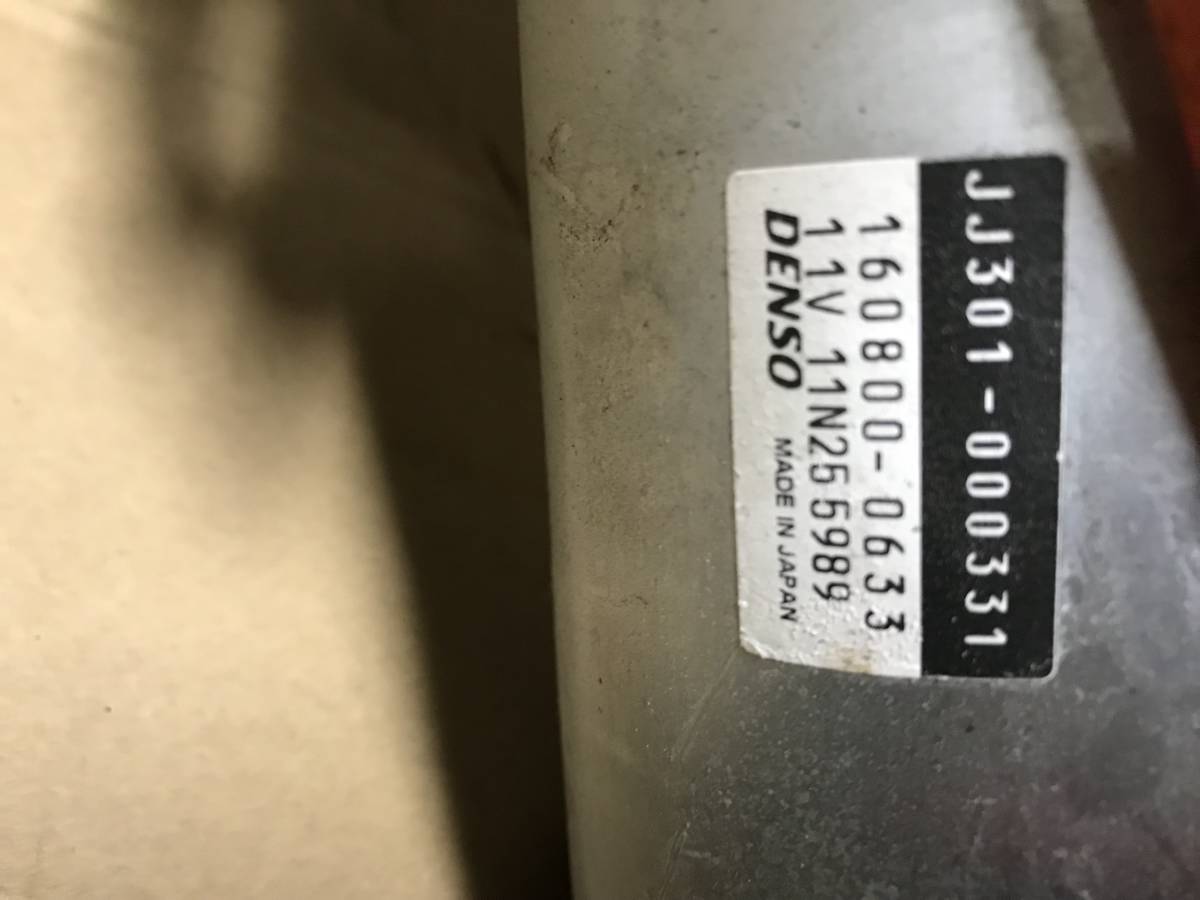 JJ301-000331
160800-0633
11V 11N255989
DENSO MADE IN JAPAN